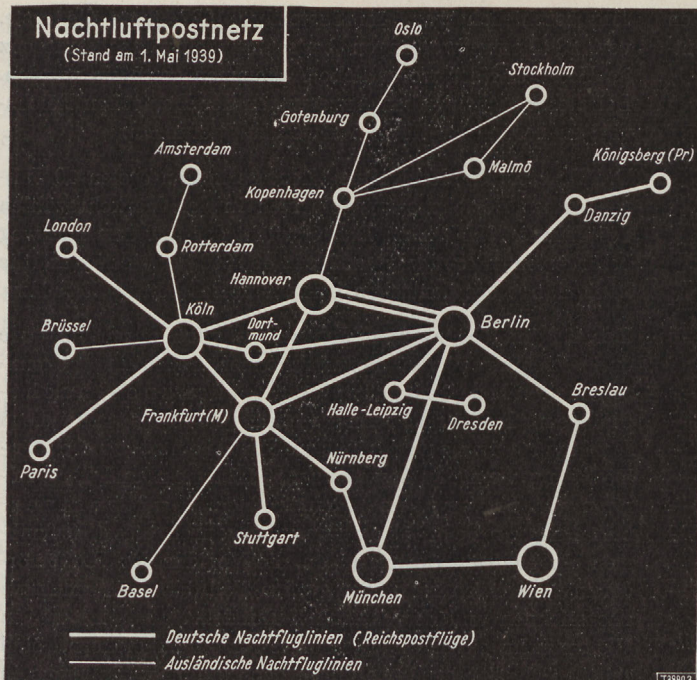 Nachtluftpostnetz
(Stand am 1. Mai 1939)
Oslo
Stockholm
Gotenburg
Amsterdam
Malmö
Königsberg (Pr)
Kopenhagen
Danzig
London
Rotterdam
Hannover
Köln
Berlin
Brüssel
Dort-
mund
Breslau
Frankfurt(M)
Halle-Leipzig
Dresden
Nürnberg
Paris
Stuttgart
Basel
München
Wien
Deutsche Nachtfluglinien (Reichspostflüge)
Ausländische Nachtfluglinien